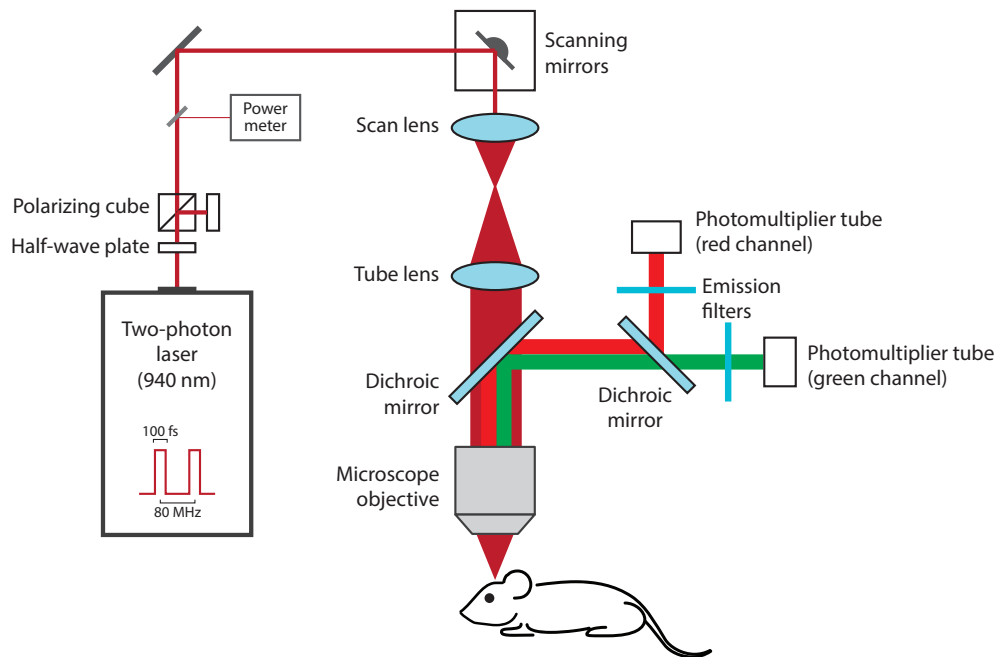 Scanning
mirrors
Power
meter
Scan lens
Polarizing cube
Half-wave plate
Photomultiplier tube
(red channel)
Tube lens
Emission
filters
Two-photon
laser
(940 nm)
Photomultiplier tube
(green channel)
Dichroic
mirror
Dichroic
mirror
100 fs
80 MHz
Microscope
objective